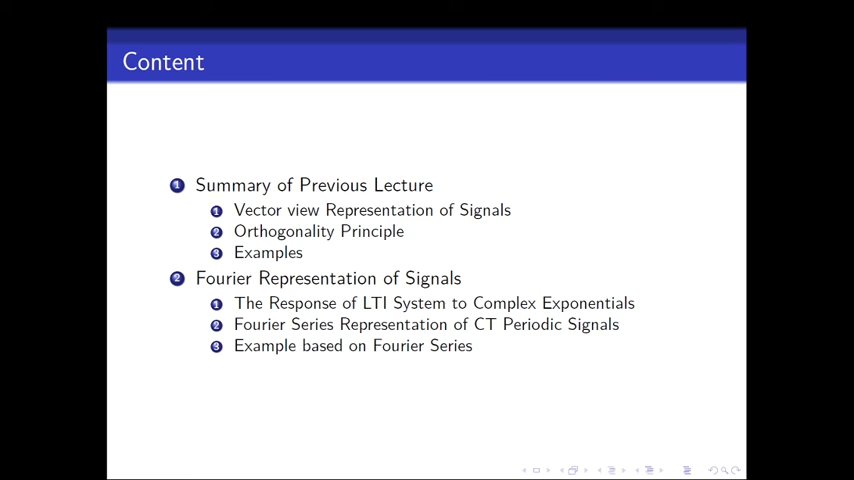 Content
1 Summary of Previous Lecture
1 Vector view Representation of Signals
2 Orthogonality Principle
3 Examples
2 Fourier Representation of Signals
1 The Response of LTI System to Complex Exponentials
2 Fourier Series Representation of CT Periodic Signals
3 Example based on Fourier Series